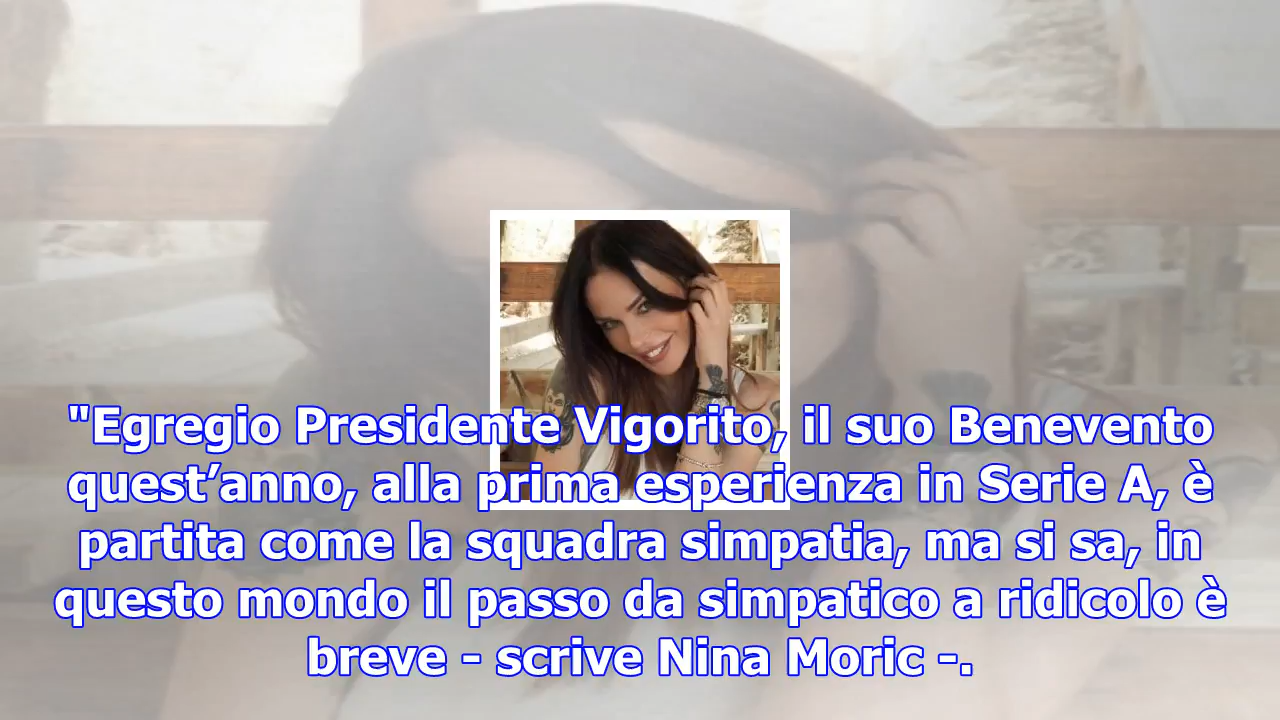 "Egregio Presidente Vigorito, il suo Benevento
quest’anno, alla prima esperienza in Serie A, è
partita come la squadra simpatia, ma si sa, in
questo mondo il passo da simpatico a ridicolo è
breve - scrive Nina Moric -.